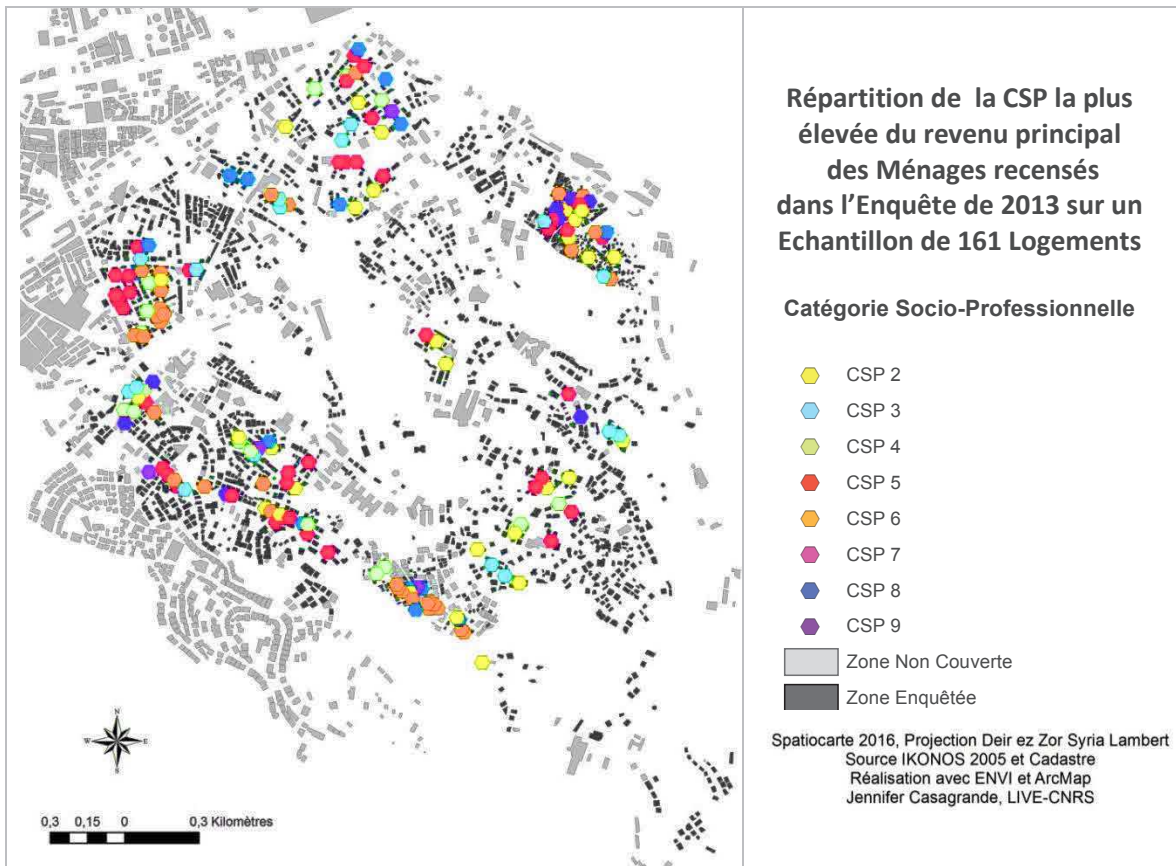 Répartition de la CSP la plus
élevée du revenu principal
des Ménages recensés
dans l'Enquête de 2013 sur un
Echantillon de 161 Logements
Catégorie Socio-Professionnelle
CSP 2
CSP 3
CSP 4
CSP 5
CSP 6
CSP 7
CSP 8
CSP 9
Zone Non Couverte
Zone Enquêtée
Spatiocarte 2016, Projection Deir ez Zor Syria Lambert
Source IKONOS 2005 et Cadastre
Réalisation avec ENVI et ArcMap
Jennifer Casagrande, LIVE-CNRS
N
W E
S
0,3 0,15 0 0,3 Kilomètres